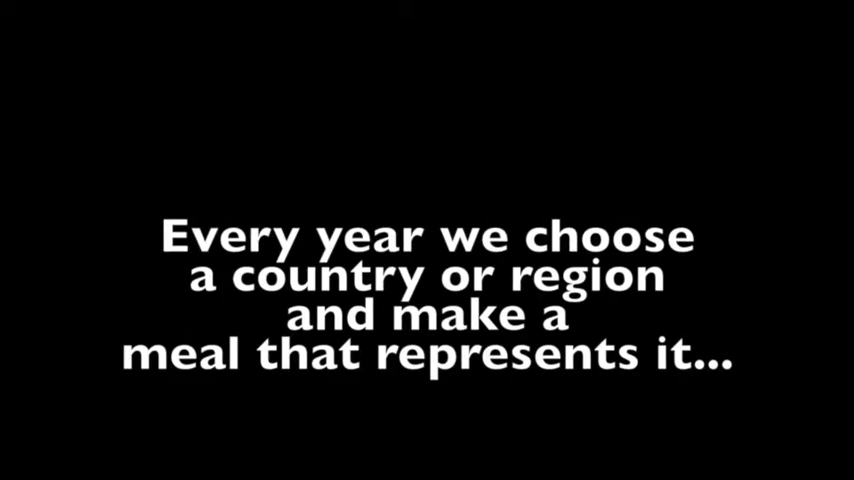 Every year we choose
a country or region
and make a
meal that represents it...